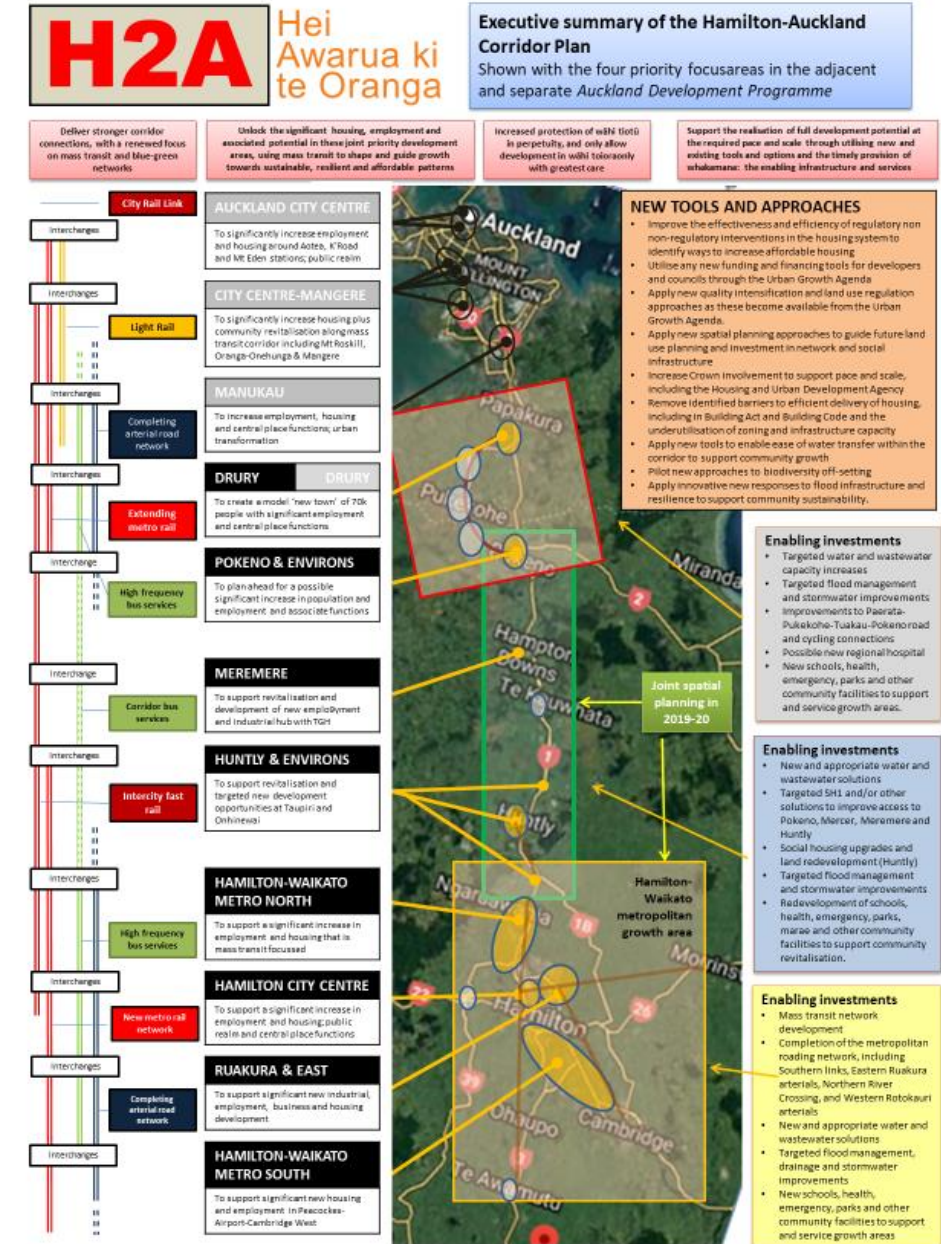 H2A
Hei
Awarua ki
te Oranga
Executive summary of the Hamilton-Auckland
Corridor Plan
Shown with the four priority focusareas in the adjacent
and separate Auckland Development Programme
Deliver stronger corridor
connections, with a renewed focus
on mass transit and blue-green
networks
Unlock the significant housing, employment and
associated potential in these joint priority development
areas, using mass transit to shape and guide growth
towards sustainable, resilient and affordable patterns
Increased protection of wāhi tiotū
in perpetuity, and only allow
development in wāhi toioraonly
with greatest care
Support the realisation of full development potential at
the required pace and scale through utilising new and
existing tools and options and the timely provision of
whakamana: the enabling infrastructure and services
City Rail Link
Interchanges
Interchanges
Light Rail
Interchanges
Completing
arterial road
network
Interchanges
Extending
metro rail
Interchange
High frequency
bus services
Interchange
Corridor bus
services
Interchanges
Intercity fast
rail
Interchanges
High frequency
bus services
Interchanges
New metro rail
network
Interchanges
Completing
arterial road
network
Interchanges
AUCKLAND CITY CENTRE
To significantly increase employment
and housing around Aotea, K'Road
and Mt Eden stations; public realm
CITY CENTRE-MANGERE
To significantly increase housing plus
community revitalisation along mass
transit corridor including Mt Roskill,
Oranga-Onehunga & Mangere
MANUKAU
To increase employment, housing
and central place functions; urban
transformation
DRURY
DRURY
To create a model 'new town' of 70k
people with significant employment
and central place functions
POKENO & ENVIRONS
To plan ahead for a possible
significant increase in population and
employment and associate functions
MEREMERE
To support revitalisation and
development of new employment
and industrial hub with TGH
HUNTLY & ENVIRONS
To support revitalisation and
targeted new development
opportunities at Taupiri and
Onhinewai
HAMILTON-WAIKATO
METRO NORTH
To support a significant increase in
employment and housing that is
mass transit focussed
HAMILTON CITY CENTRE
To support a significant increase in
employment and housing; public
realm and central place functions
RUAKURA & EAST
To support significant new industrial,
employment, business and housing
development
HAMILTON-WAIKATO
METRO SOUTH
To support significant new housing
and employment in Peacockes-
Airport-Cambridge West
Auckland
MOUNT
Papakura
Miranda
2
Hampton
Downs
1
Joint spatial
planning in
2019-20
Hamilton-
Waikato
metropolitan
growth area
18
Hamilton
26
39
Ohaupo
Cambridge
Te Awamutu
NEW TOOLS AND APPROACHES
• Improve the effectiveness and efficiency of regulatory non
non-regulatory interventions in the housing system to
identify ways to increase affordable housing
• Utilise any new funding and financing tools for developers
and councils through the Urban Growth Agenda
• Apply new quality intensification and land use regulation
approaches as these become available from the Urban
Growth Agenda.
• Apply new spatial planning approaches to guide future land
use planning and investment in network and social
infrastructure
• Increase Crown involvement to support pace and scale,
including the Housing and Urban Development Agency
• Remove identified barriers to efficient delivery of housing,
including in Building Act and Building Code and the
underutilisation of zoning and infrastructure capacity
• Apply new tools to enable ease of water transfer within the
corridor to support community growth
• Pilot new approaches to biodiversity off-setting
• Apply innovative new responses to flood infrastructure and
resilience to support community sustainability.
Enabling investments
• Targeted water and wastewater
capacity increases
• Targeted flood management
and stormwater improvements
• Improvements to Paerata-
Pukekohe-Tuakau-Pokeno road
and cycling connections
• Possible new regional hospital
• New schools, health,
emergency, parks and other
community facilities to support
and service growth areas.
Enabling investments
• New and appropriate water and
wastewater solutions
• Targeted SH1 and/or other
solutions to improve access to
Pokeno, Mercer, Meremere and
Huntly
• Social housing upgrades and
land redevelopment (Huntly)
• Targeted flood management
and stormwater improvements
• Redevelopment of schools,
health, emergency, parks,
marae and other community
facilities to support community
revitalisation.
Enabling investments
• Mass transit network
development
• Completion of the metropolitan
roading network, including
Southern links, Eastern Ruakura
arterials, Northern River
Crossing, and Western Rotokauri
arterials
• New and appropriate water and
wastewater solutions
• Targeted flood management,
drainage and stormwater
improvements
• New schools, health,
emergency, parks and other
community facilities to support
and service growth areas